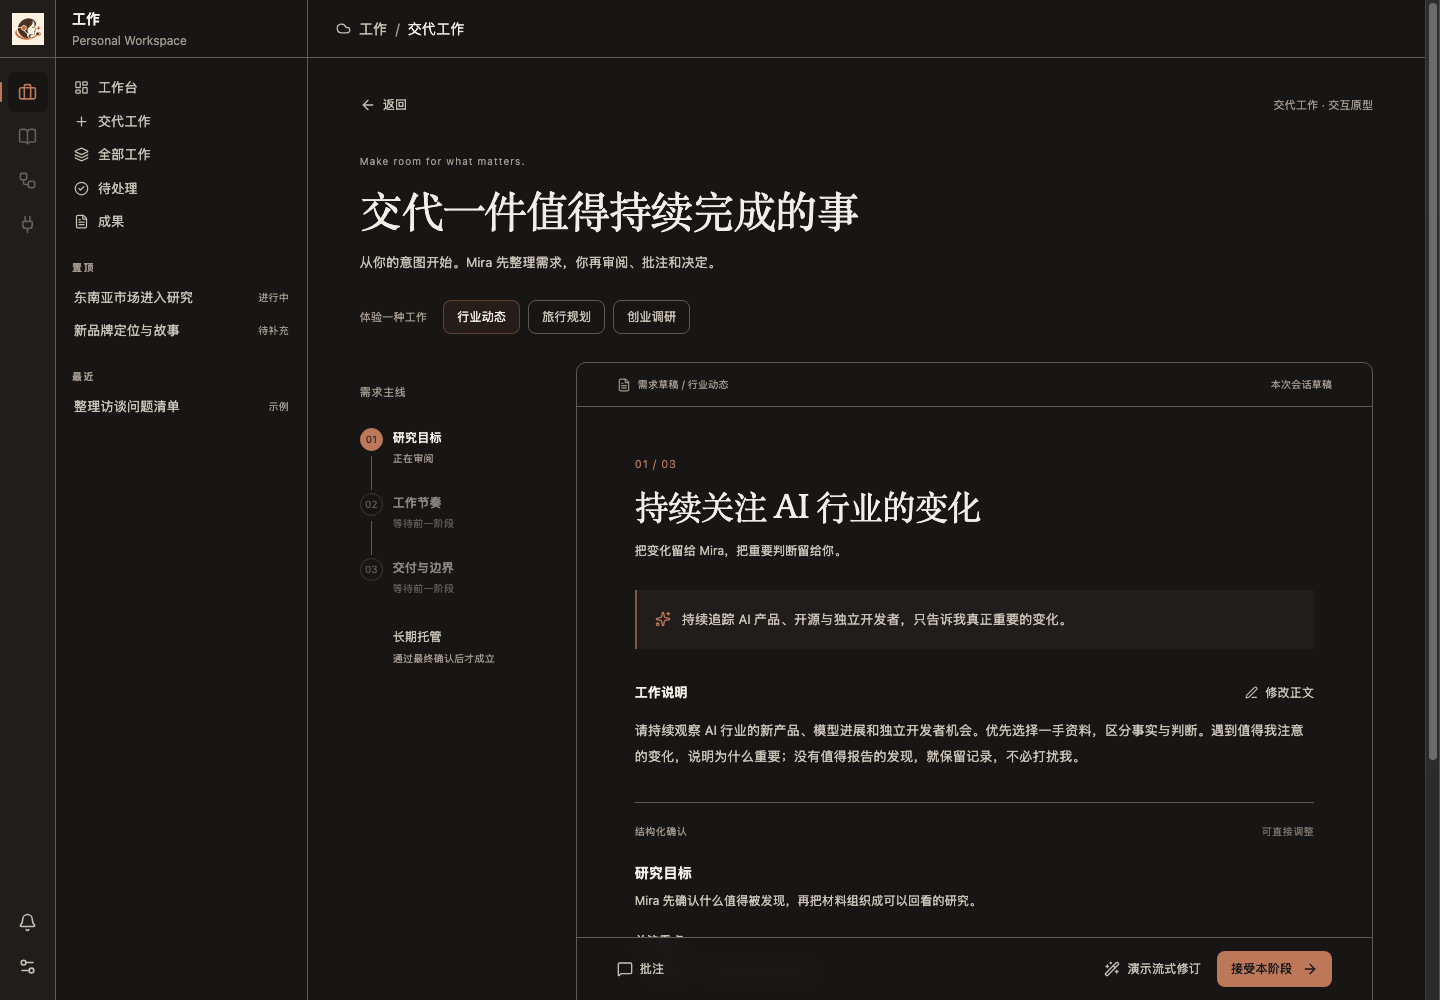 工作
Personal Workspace
工作台
交代工作
全部工作
待处理
成果
置顶
东南亚市场进入研究 进行中
新品牌定位与故事 待补充
最近
整理访谈问题清单 示例
工作 / 交代工作
返回
交代工作 · 交互原型
Make room for what matters.
交代一件值得持续完成的事
从你的意图开始。Mira 先整理需求，你再审阅、批注和决定。
体验一种工作 行业动态 旅行规划 创业调研
需求主线
01 研究目标
正在审阅
02 工作节奏
等待前一阶段
03 交付与边界
等待前一阶段
长期托管
通过最终确认后才成立
需求草稿 / 行业动态 本次会话草稿
01 / 03
持续关注 AI 行业的变化
把变化留给 Mira，把重要判断留给你。
持续追踪 AI 产品、开源与独立开发者，只告诉我真正重要的变化。
工作说明 修改正文
请持续观察 AI 行业的新产品、模型进展和独立开发者机会。优先选择一手资料，区分事实与判断。遇到值得我注意
的变化，说明为什么重要；没有值得报告的发现，就保留记录，不必打扰我。
结构化确认 可直接调整
研究目标
Mira 先确认什么值得被发现，再把材料组织成可以回看的研究。
批注 演示流式修订 接受本阶段